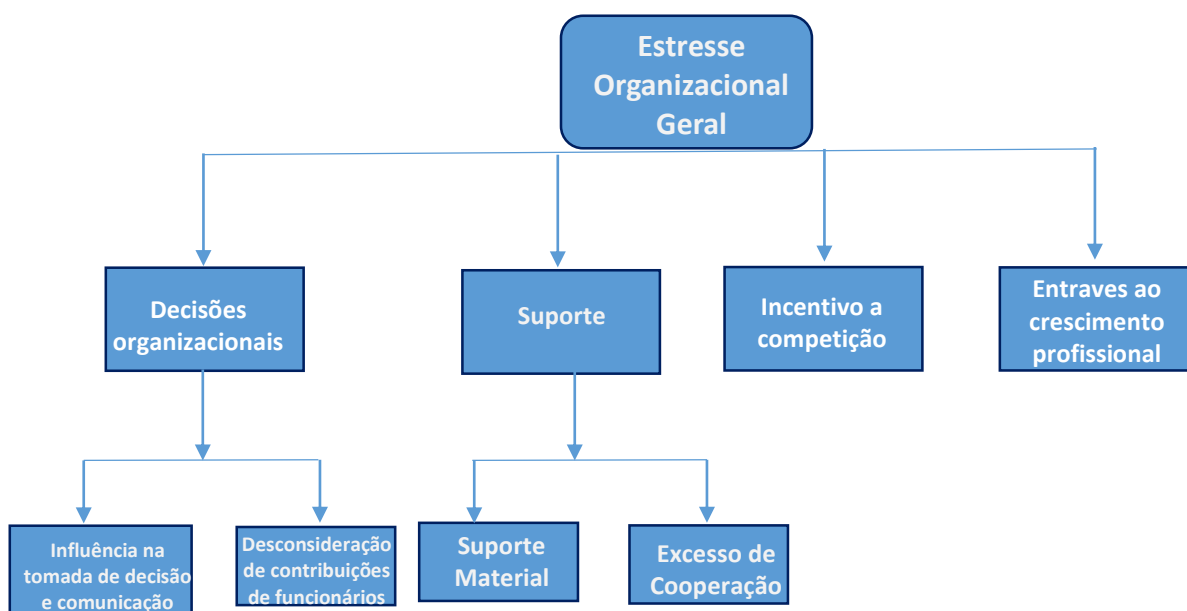 Estresse
Organizacional
Geral
Decisões
organizacionais
Suporte
Incentivo a
competição
Entraves ao
crescimento
profissional
Influência na
tomada de decisão
e comunicação
Desconsideração
de contribuições
de funcionários
Suporte
Material
Excesso de
Cooperação